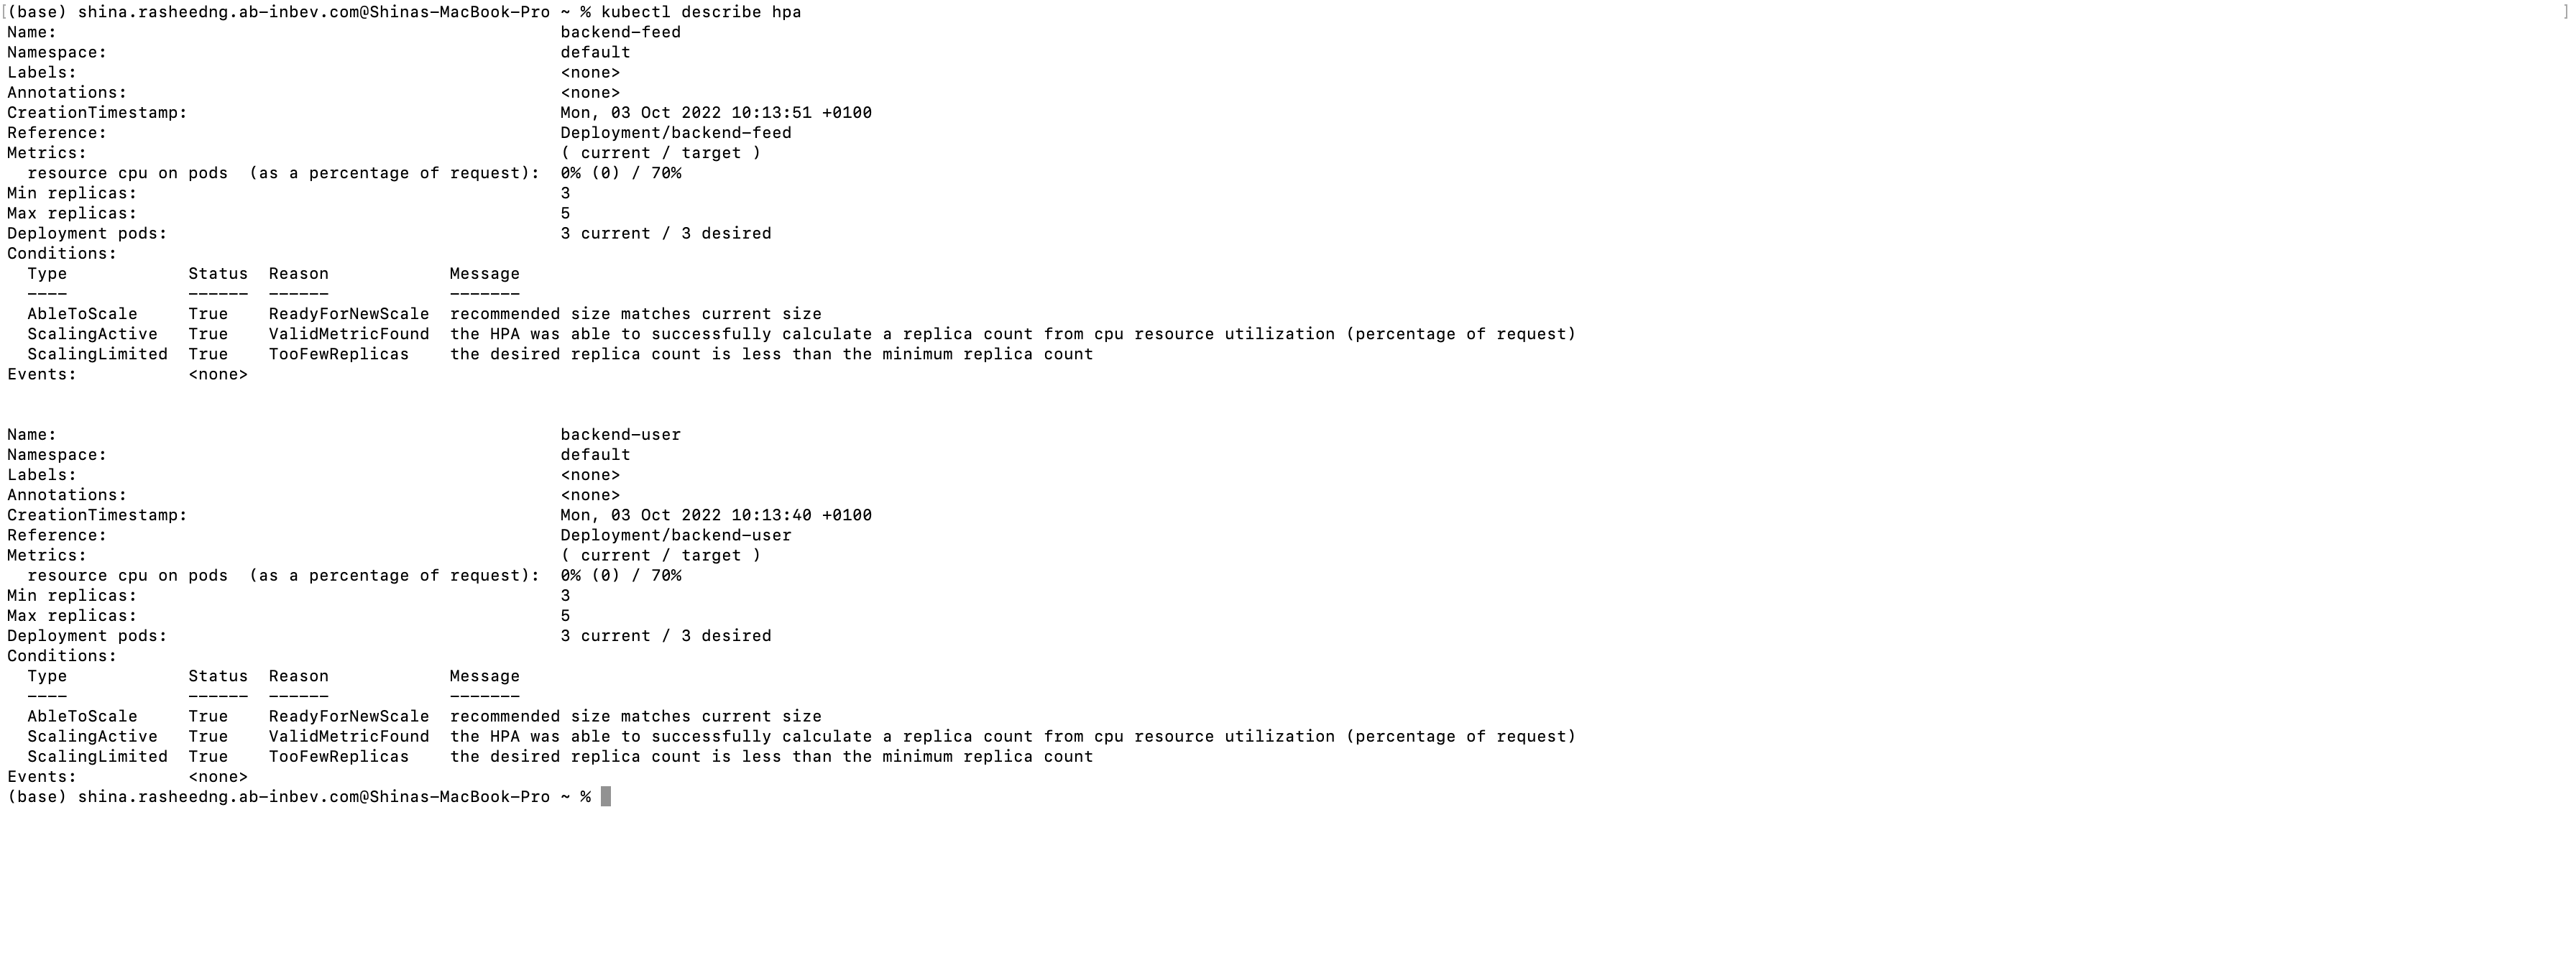 [(base) shina.rasheedng.ab-inbev.com@Shinas-MacBook-Pro ~ % kubectl describe hpa ]
Name: backend-feed
Namespace: default
Labels: <none>
Annotations: <none>
CreationTimestamp: Mon, 03 Oct 2022 10:13:51 +0100
Reference: Deployment/backend-feed
Metrics: ( current / target )
resource cpu on pods (as a percentage of request): 0% (0) / 70%
Min replicas: 3
Max replicas: 5
Deployment pods: 3 current / 3 desired
Conditions:
Type Status Reason Message
---- ------ ------ -------
AbleToScale True ReadyForNewScale recommended size matches current size
ScalingActive True ValidMetricFound the HPA was able to successfully calculate a replica count from cpu resource utilization (percentage of request)
ScalingLimited True TooFewReplicas the desired replica count is less than the minimum replica count
Events: <none>
Name: backend-user
Namespace: default
Labels: <none>
Annotations: <none>
CreationTimestamp: Mon, 03 Oct 2022 10:13:40 +0100
Reference: Deployment/backend-user
Metrics: ( current / target )
resource cpu on pods (as a percentage of request): 0% (0) / 70%
Min replicas: 3
Max replicas: 5
Deployment pods: 3 current / 3 desired
Conditions:
Type Status Reason Message
---- ------ ------ -------
AbleToScale True ReadyForNewScale recommended size matches current size
ScalingActive True ValidMetricFound the HPA was able to successfully calculate a replica count from cpu resource utilization (percentage of request)
ScalingLimited True TooFewReplicas the desired replica count is less than the minimum replica count
Events: <none>
(base) shina.rasheedng.ab-inbev.com@Shinas-MacBook-Pro ~ %